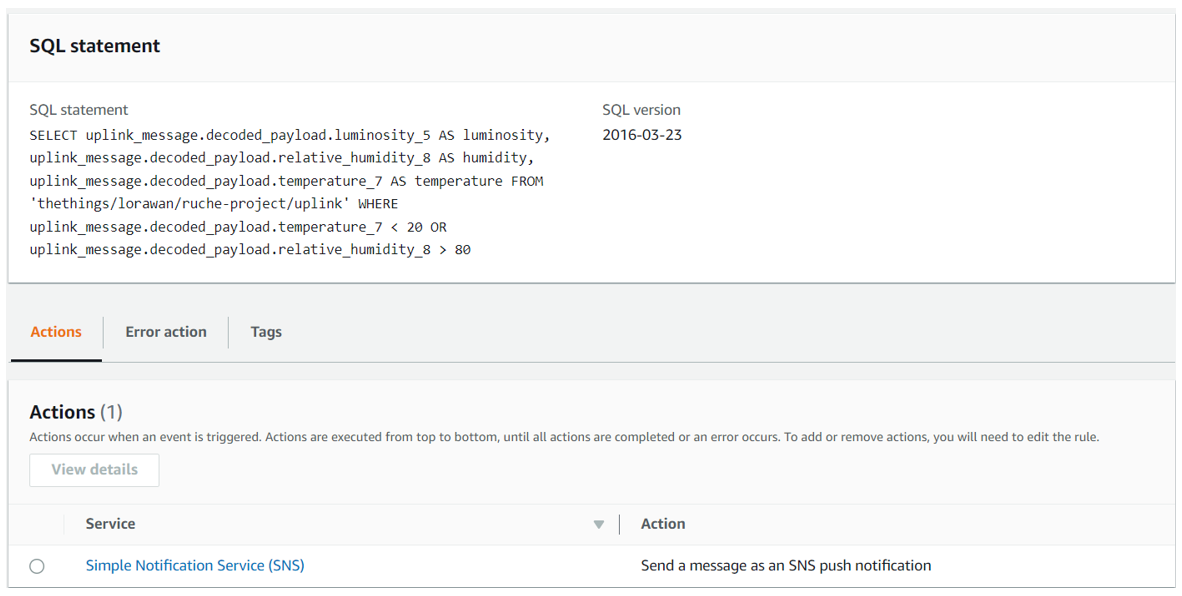 SQL statement
SQL statement
SELECT uplink_message.decoded_payload.luminosity_5 AS luminosity,
uplink_message.decoded_payload.relative_humidity_8 AS humidity,
uplink_message.decoded_payload.temperature_7 AS temperature FROM
'thethings/lorawan/ruche-project/uplink' WHERE
uplink_message.decoded_payload.temperature_7 < 20 OR
uplink_message.decoded_payload.relative_humidity_8 > 80
SQL version
2016-03-23
Actions Error action Tags
Actions (1)
Actions occur when an event is triggered. Actions are executed from top to bottom, until all actions are completed or an error occurs. To add or remove actions, you will need to edit the rule.
View details
Service Action
Simple Notification Service (SNS) Send a message as an SNS push notification